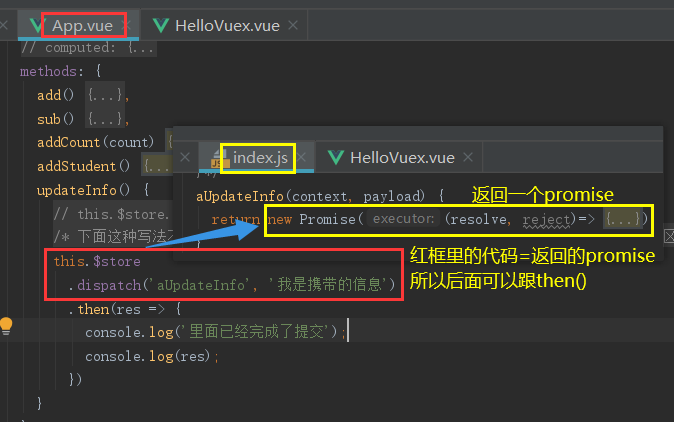 App.vue
HelloVuex.vue
// computed: {...
methods: {
add() {...},
sub() {...},
addCount(count) {
addStudent() {...
updateInfo() {
// this.$store.
/* 下面这种写法
this.$store
.dispatch('aUpdateInfo', '我是携带的信息')
.then(res => {
console.log('里面已经完成了提交');
console.log(res);
})
}
index.js
HelloVuex.vue
aUpdateInfo(context, payload) {
返回一个promise
return new Promise( executor: (resolve, reject)=> {...})
}
区
红框里的代码=返回的promise
所以后面可以跟then()